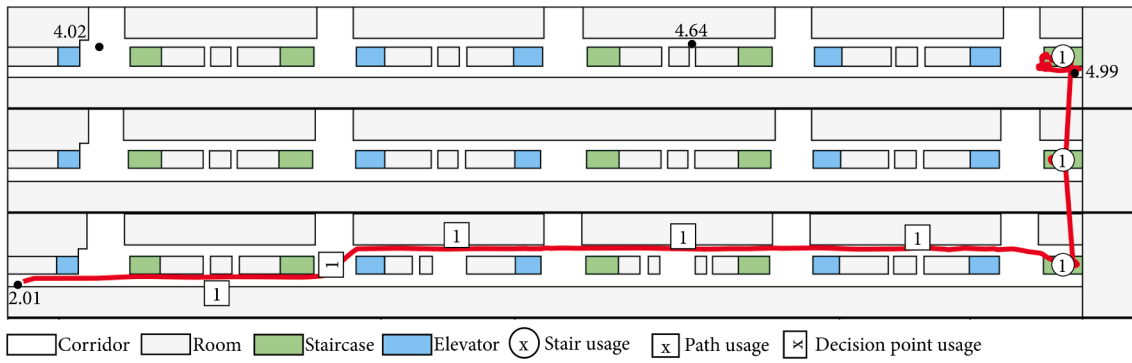 4.02
4.64
1
4.99
1
1
1
1
1
1
2.01
1
Corridor
Room
Staircase
Elevator
x
Stair usage
x
Path usage
x
Decision point usage